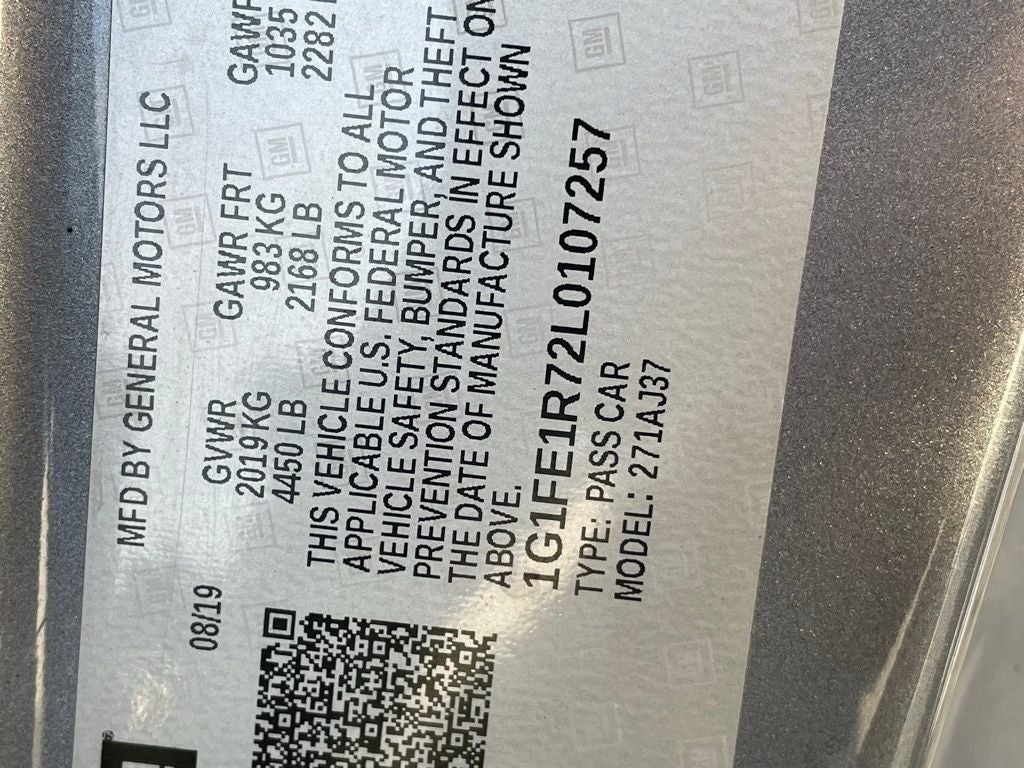 MFD BY GENERAL MOTORS LLC
08/19
GVWR GAWR FRT GAWR
2019 KG 983 KG 1035
4450 LB 2168 LB 2282
THIS VEHICLE CONFORMS TO ALL
APPLICABLE U.S. FEDERAL MOTOR
VEHICLE SAFETY, BUMPER, AND THEFT
PREVENTION STANDARDS IN EFFECT ON
THE DATE OF MANUFACTURE SHOWN
ABOVE.
1G1FE1R72L0107257
TYPE: PASS CAR
MODEL: 271AJ37
GM